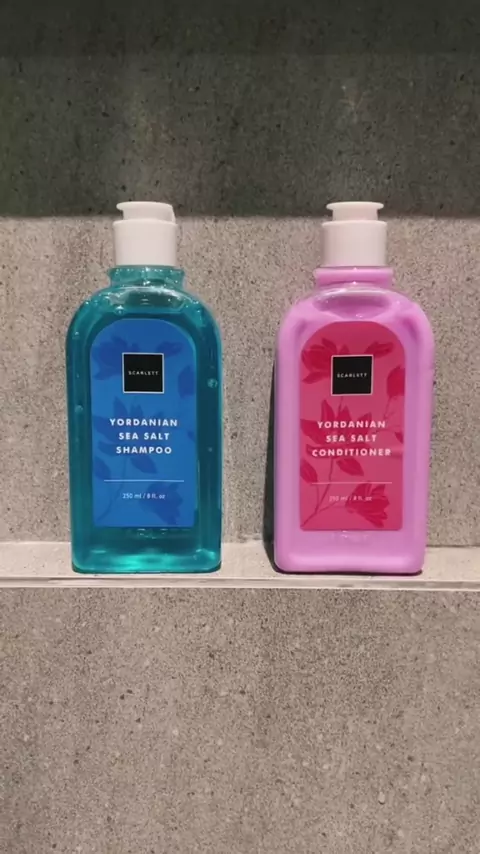 SCARLETT
YORDANIAN
SEA SALT
SHAMPOO
250 ml / 8 fl. oz
SCARLETT
YORDANIAN
SEA SALT
CONDITIONER
250 ml / 8 fl. oz